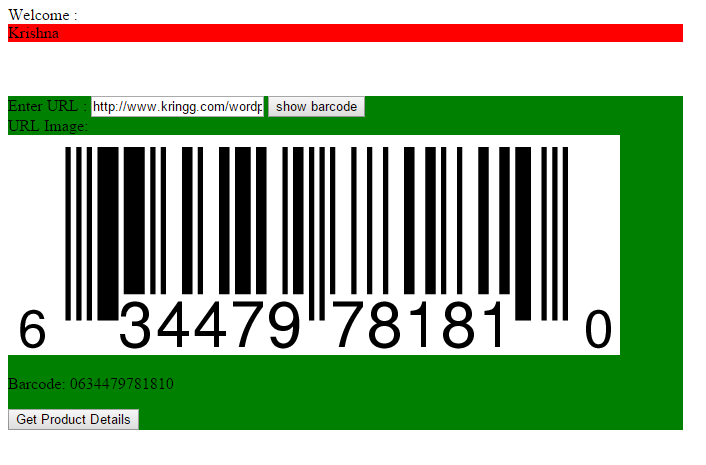 Welcome :
Krishna
Enter URL : http://www.kringg.com/wordp show barcode
URL Image:
6 34479 78181 0
Barcode: 0634479781810
Get Product Details